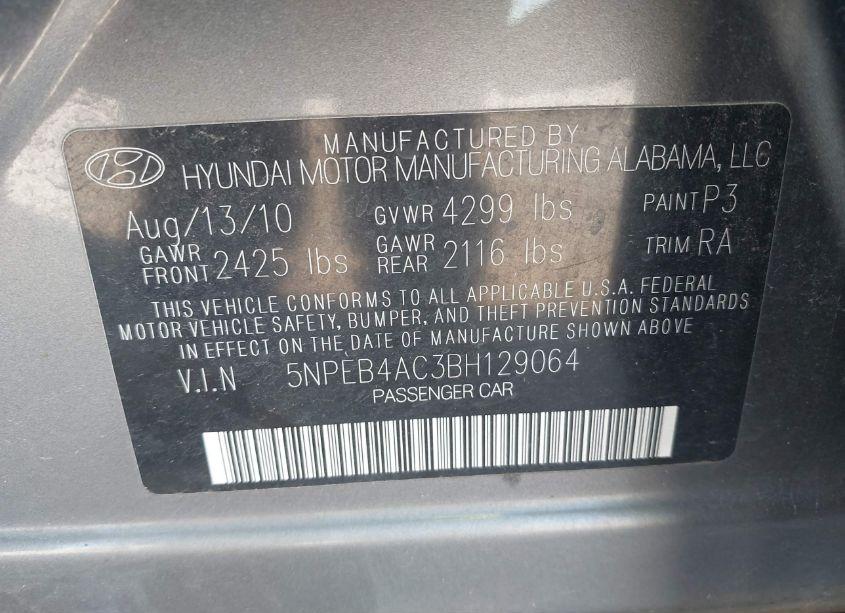 MANUFACTURED BY
HYUNDAI MOTOR MANUFACTURING ALABAMA, LLC
Aug/13/10 GVWR 4299 lbs PAINT P3
GAWR FRONT 2425 lbs GAWR REAR 2116 lbs TRIM RA
THIS VEHICLE CONFORMS TO ALL APPLICABLE U.S.A. FEDERAL
MOTOR VEHICLE SAFETY, BUMPER, AND THEFT PREVENTION STANDARDS
IN EFFECT ON THE DATE OF MANUFACTURE SHOWN ABOVE
V.I.N 5NPEB4AC3BH129064
PASSENGER CAR